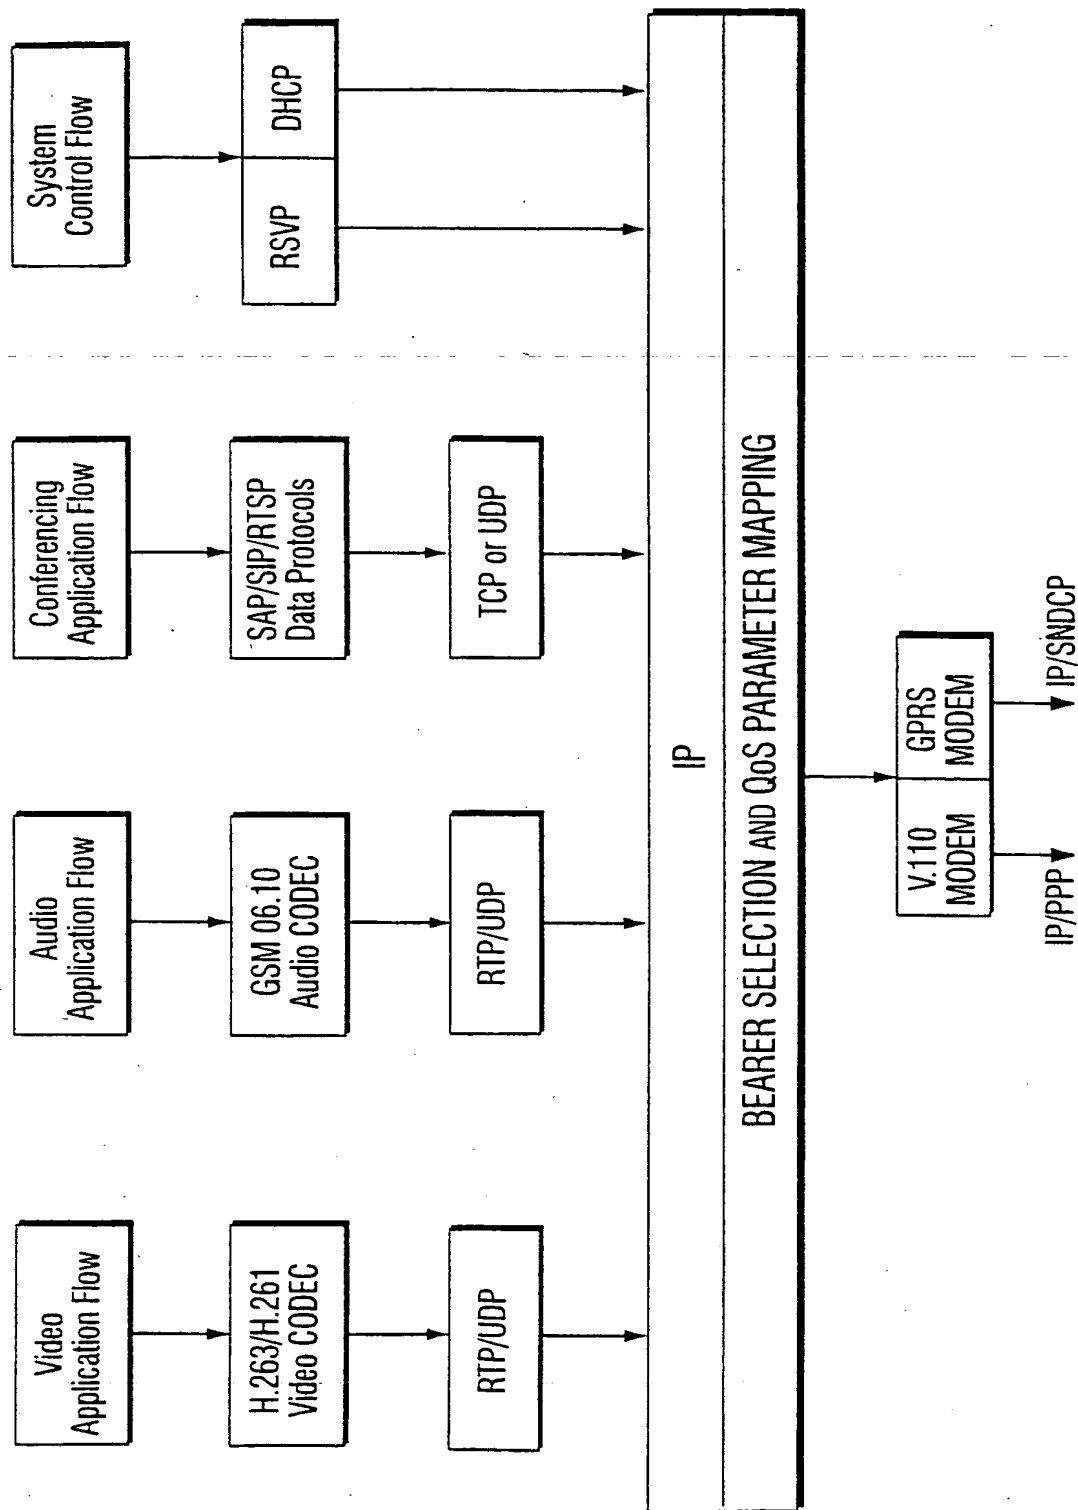 Video
Application Flow
Audio
Application Flow
Conferencing
Application Flow
System
Control Flow
H.263/H.261
Video CODEC
GSM 06.10
Audio CODEC
SAP/SIP/RTSP
Data Protocols
RSVP
DHCP
RTP/UDP
RTP/UDP
TCP or UDP
IP
BEARER SELECTION AND QoS PARAMETER MAPPING
V.110
MODEM
GPRS
MODEM
IP/PPP
IP/SNDCP